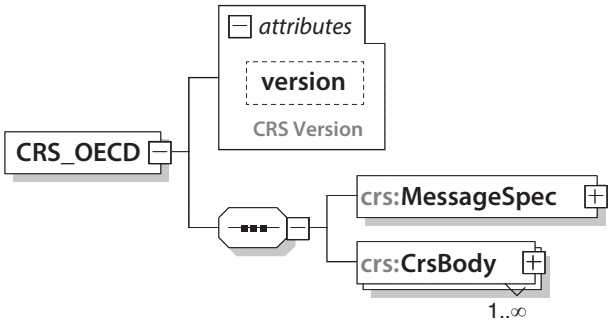 attributes
version
CRS Version
CRS_OECD
crs:MessageSpec
crs:CrsBody
1..∞